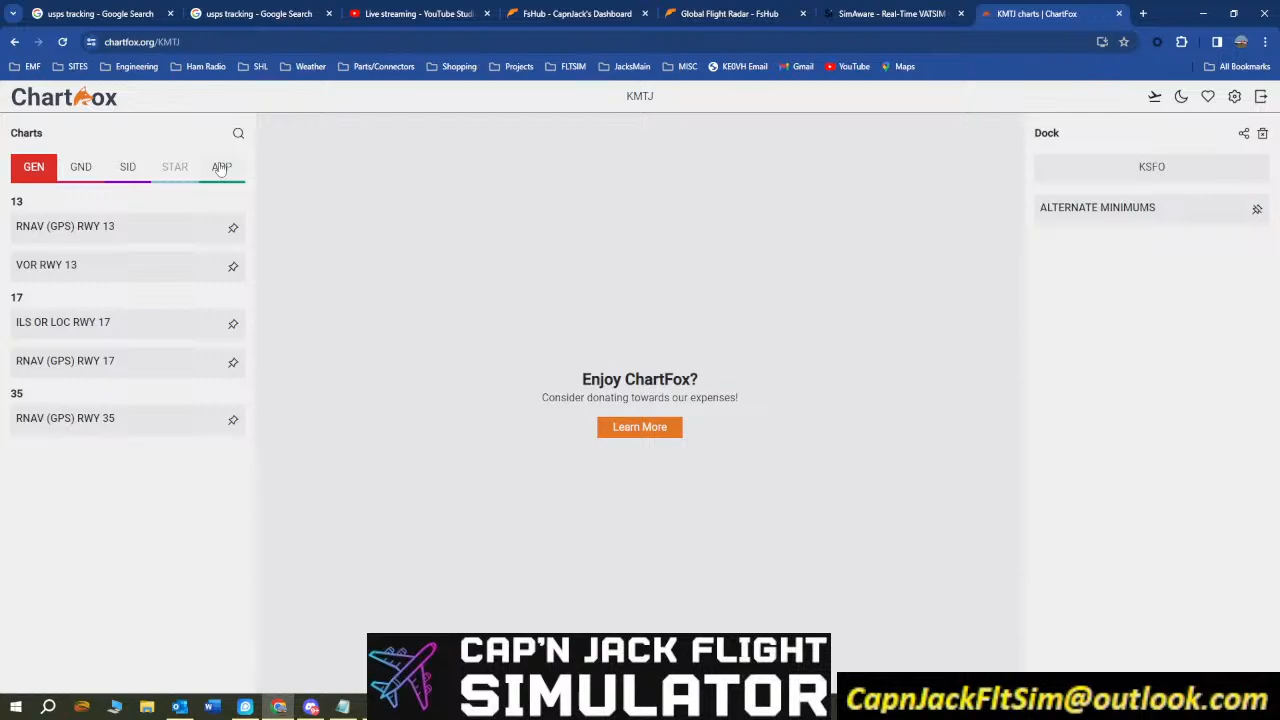 usps tracking - Google Search
usps tracking - Google Search
Live streaming - YouTube Studi
FsHub - CapnJack's Dashboard
Global Flight Radar - FsHub
SimAware - Real-Time VATSIM
KMTJ charts | ChartFox
chartfox.org/KMTJ
EMF
SITES
Engineering
Ham Radio
SHL
Weather
Parts/Connectors
Shopping
Projects
FLTSIM
JacksMain
MISC
KE0VH Email
Gmail
YouTube
Maps
All Bookmarks
ChartFox
KMTJ
Charts
GEN
GND
SID
STAR
APP
13
RNAV (GPS) RWY 13
VOR RWY 13
17
ILS OR LOC RWY 17
RNAV (GPS) RWY 17
35
RNAV (GPS) RWY 35
Enjoy ChartFox?
Consider donating towards our expenses!
Learn More
Dock
KSFO
ALTERNATE MINIMUMS
CAP'N JACK FLIGHT
SIMULATOR
CapnJackFltSim@outlook.com